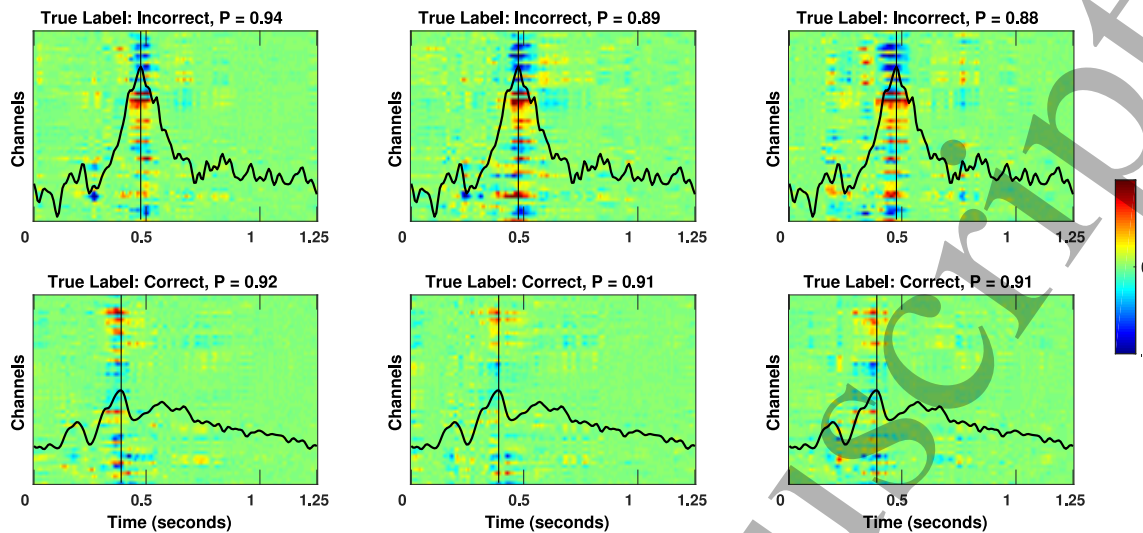 True Label: Incorrect, P = 0.94
True Label: Incorrect, P = 0.89
True Label: Incorrect, P = 0.88
Channels
Channels
Channels
0 0.5 1 1.25
0 0.5 1 1.25
0 0.5 1 1.25
True Label: Correct, P = 0.92
True Label: Correct, P = 0.91
True Label: Correct, P = 0.91
Channels
Channels
Channels
0 0.5 1 1.25
0 0.5 1 1.25
0 0.5 1 1.25
Time (seconds)
Time (seconds)
Time (seconds)
uscript